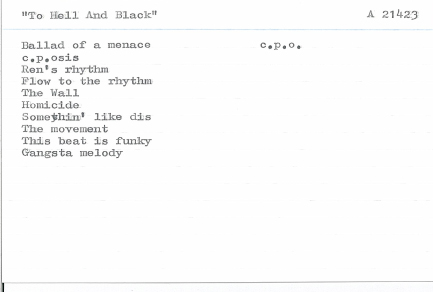 "To Hell And Black" A 21423
Ballad of a menace c.p.o.
c.p.osis
Ren's rhythm
Flow to the rhythm
The Wall
Homicide
Somethin' like dis
The movement
This beat is funky
Gangsta melody